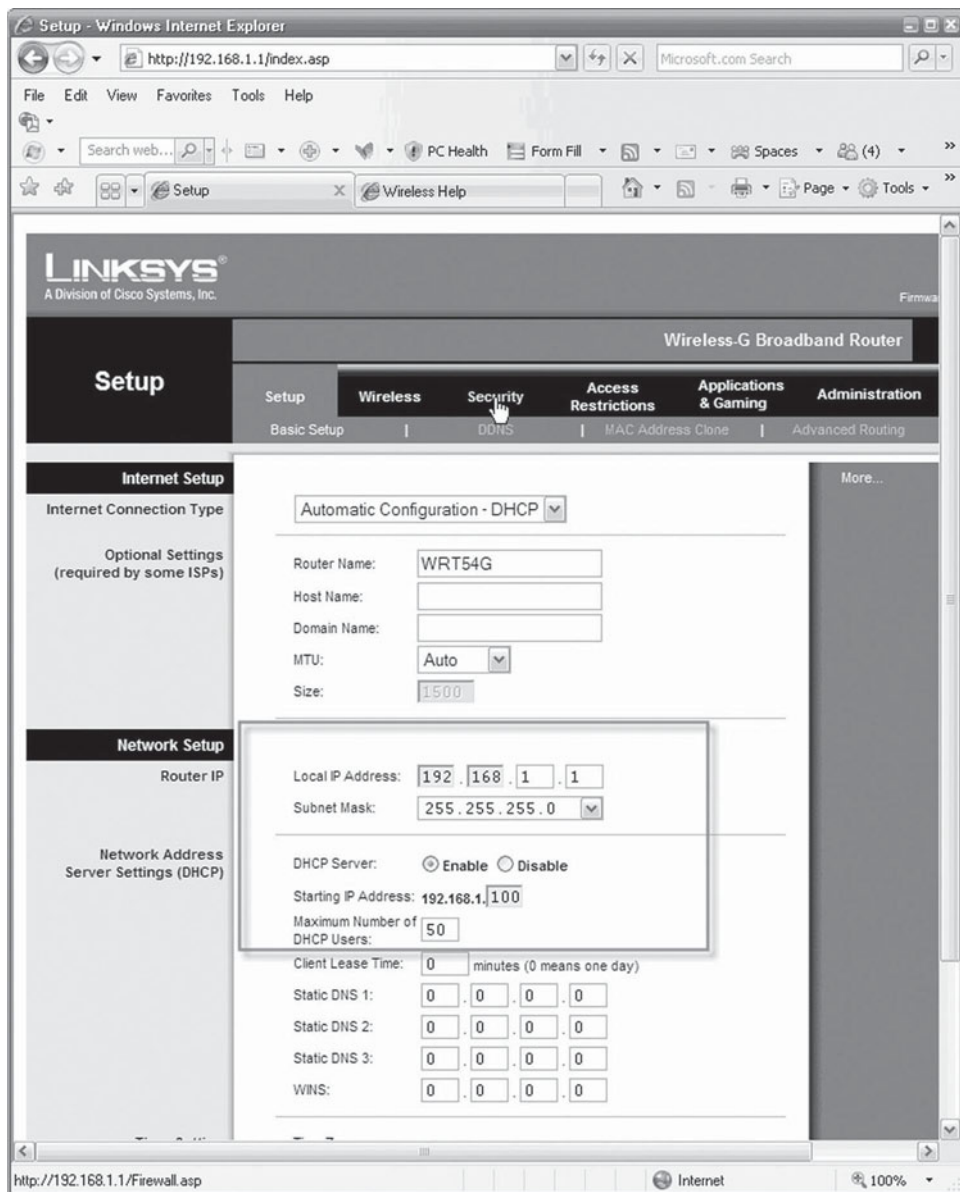 Setup - Windows Internet Explorer
http://192.168.1.1/index.asp
Microsoft.com Search
File Edit View Favorites Tools Help
Search web... PC Health Form Fill Spaces (4) »
Setup Wireless Help Page Tools »
LINKSYS®
A Division of Cisco Systems, Inc.
Firmwa
Wireless-G Broadband Router
Setup
Setup Wireless Security Access Restrictions Applications & Gaming Administration
Basic Setup | DDNS | MAC Address Clone | Advanced Routing
Internet Setup
More...
Internet Connection Type Automatic Configuration - DHCP
Optional Settings
(required by some ISPs)
Router Name: WRT54G
Host Name:
Domain Name:
MTU: Auto
Size: 1500
Network Setup
Router IP
Local IP Address: 192 . 168 . 1 . 1
Subnet Mask: 255.255.255.0
Network Address
Server Settings (DHCP)
DHCP Server: Enable Disable
Starting IP Address: 192.168.1. 100
Maximum Number of
DHCP Users: 50
Client Lease Time: 0 minutes (0 means one day)
Static DNS 1: 0 . 0 . 0 . 0
Static DNS 2: 0 . 0 . 0 . 0
Static DNS 3: 0 . 0 . 0 . 0
WINS: 0 . 0 . 0 . 0
http://192.168.1.1/Firewall.asp Internet 100%